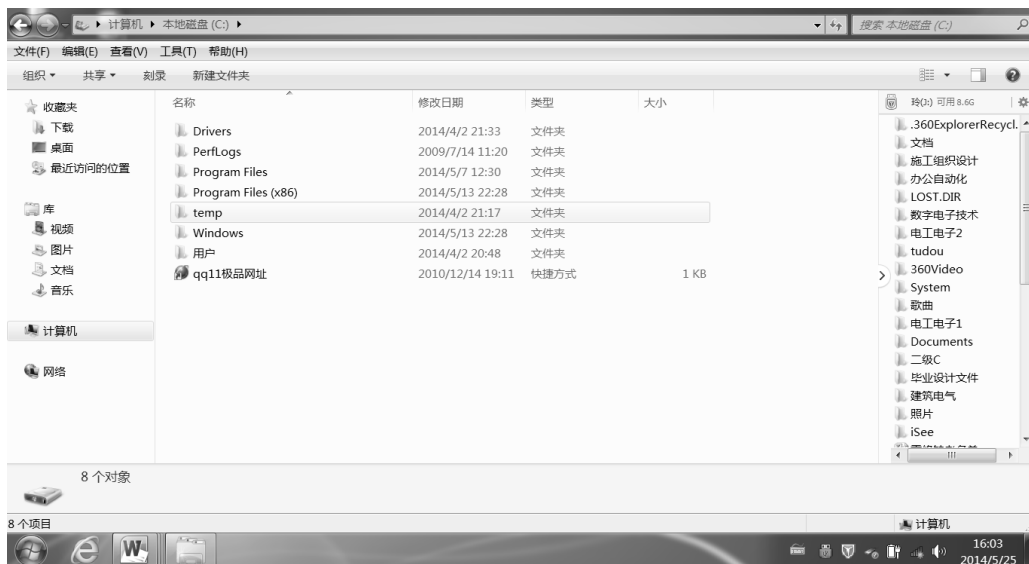 计算机 ▸ 本地磁盘 (C:) ▸
搜索 本地磁盘 (C:)
文件(F) 编辑(E) 查看(V) 工具(T) 帮助(H)
组织 共享 刻录 新建文件夹
收藏夹
下载
桌面
最近访问的位置
库
视频
图片
文档
音乐
计算机
网络
名称 修改日期 类型 大小
Drivers 2014/4/2 21:33 文件夹
PerfLogs 2009/7/14 11:20 文件夹
Program Files 2014/5/7 12:30 文件夹
Program Files (x86) 2014/5/13 22:28 文件夹
temp 2014/4/2 21:17 文件夹
Windows 2014/5/13 22:28 文件夹
用户 2014/4/2 20:48 文件夹
qq11极品网址 2010/12/14 19:11 快捷方式 1 KB
玲(J:) 可用 8.6G
.360ExplorerRecycl.
文档
施工组织设计
办公自动化
LOST.DIR
数字电子技术
电工电子2
tudou
360Video
System
歌曲
电工电子1
Documents
二级C
毕业设计文件
建筑电气
照片
iSee
8 个对象
8 个项目
计算机
16:03
2014/5/25